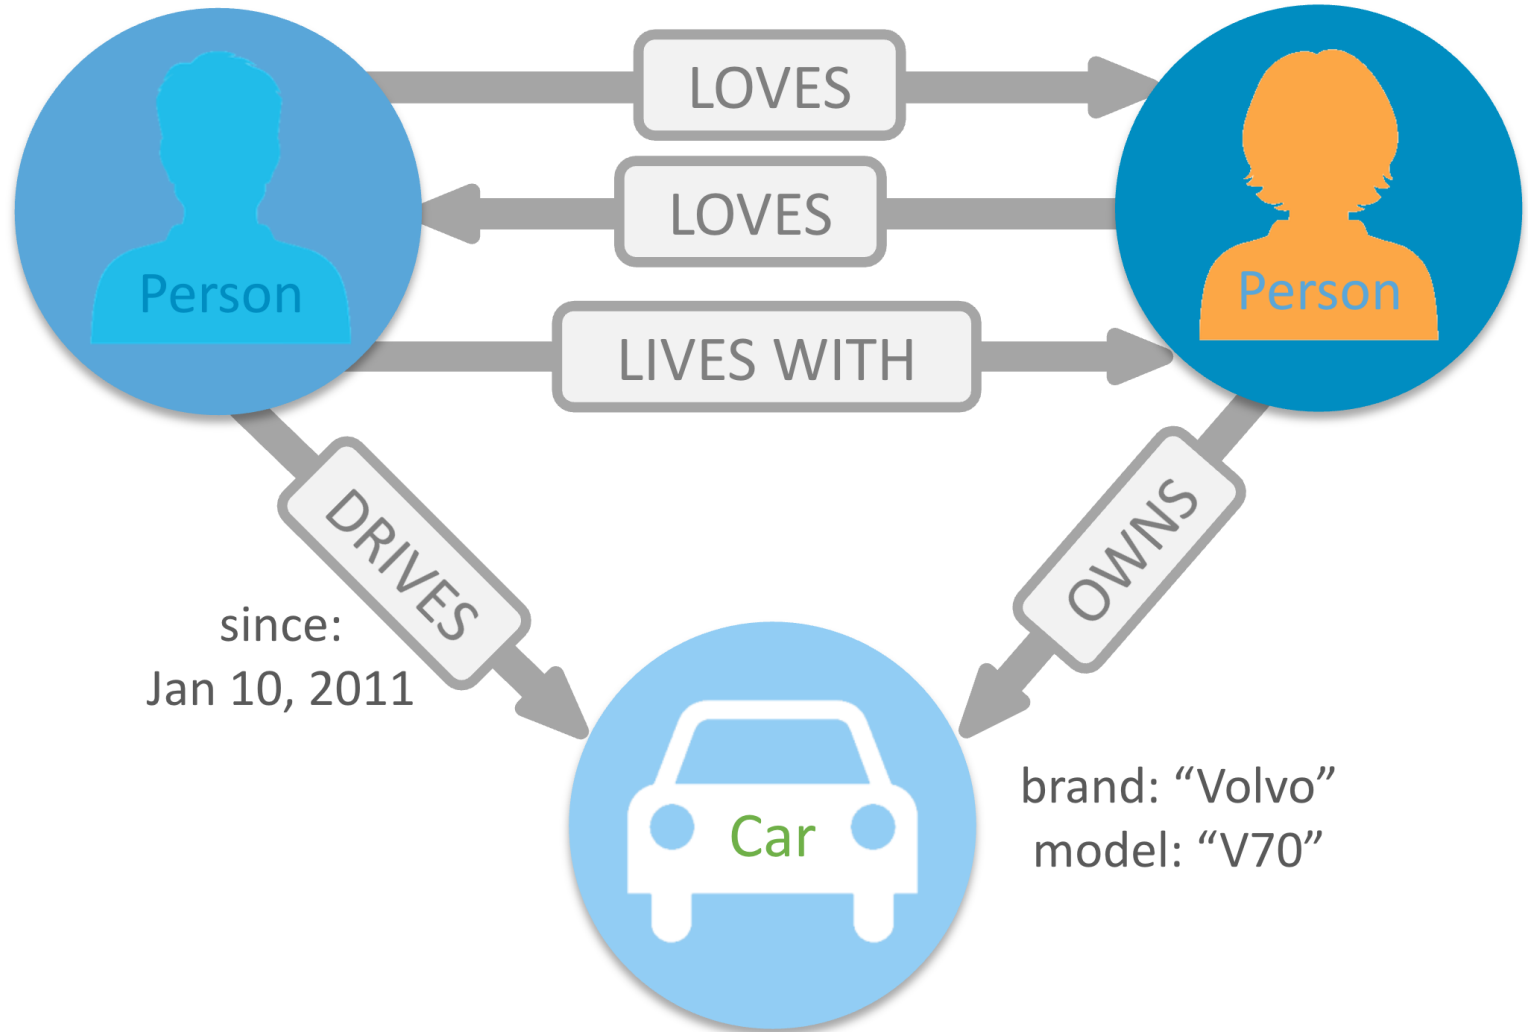 LOVES
LOVES
Person
Person
LIVES WITH
DRIVES
OWNS
since:
Jan 10, 2011
brand: “Volvo”
model: “V70”
Car